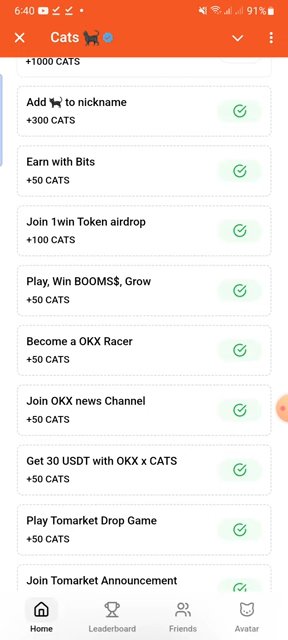 6:40
91%
Cats 🐈‍⬛
+1000 CATS
Add 🐈‍⬛ to nickname
+300 CATS
Earn with Bits
+50 CATS
Join 1win Token airdrop
+100 CATS
Play, Win BOOMS$, Grow
+50 CATS
Become a OKX Racer
+50 CATS
Join OKX news Channel
+50 CATS
Get 30 USDT with OKX x CATS
+50 CATS
Play Tomarket Drop Game
+50 CATS
Join Tomarket Announcement
Home
Leaderboard
Friends
Avatar